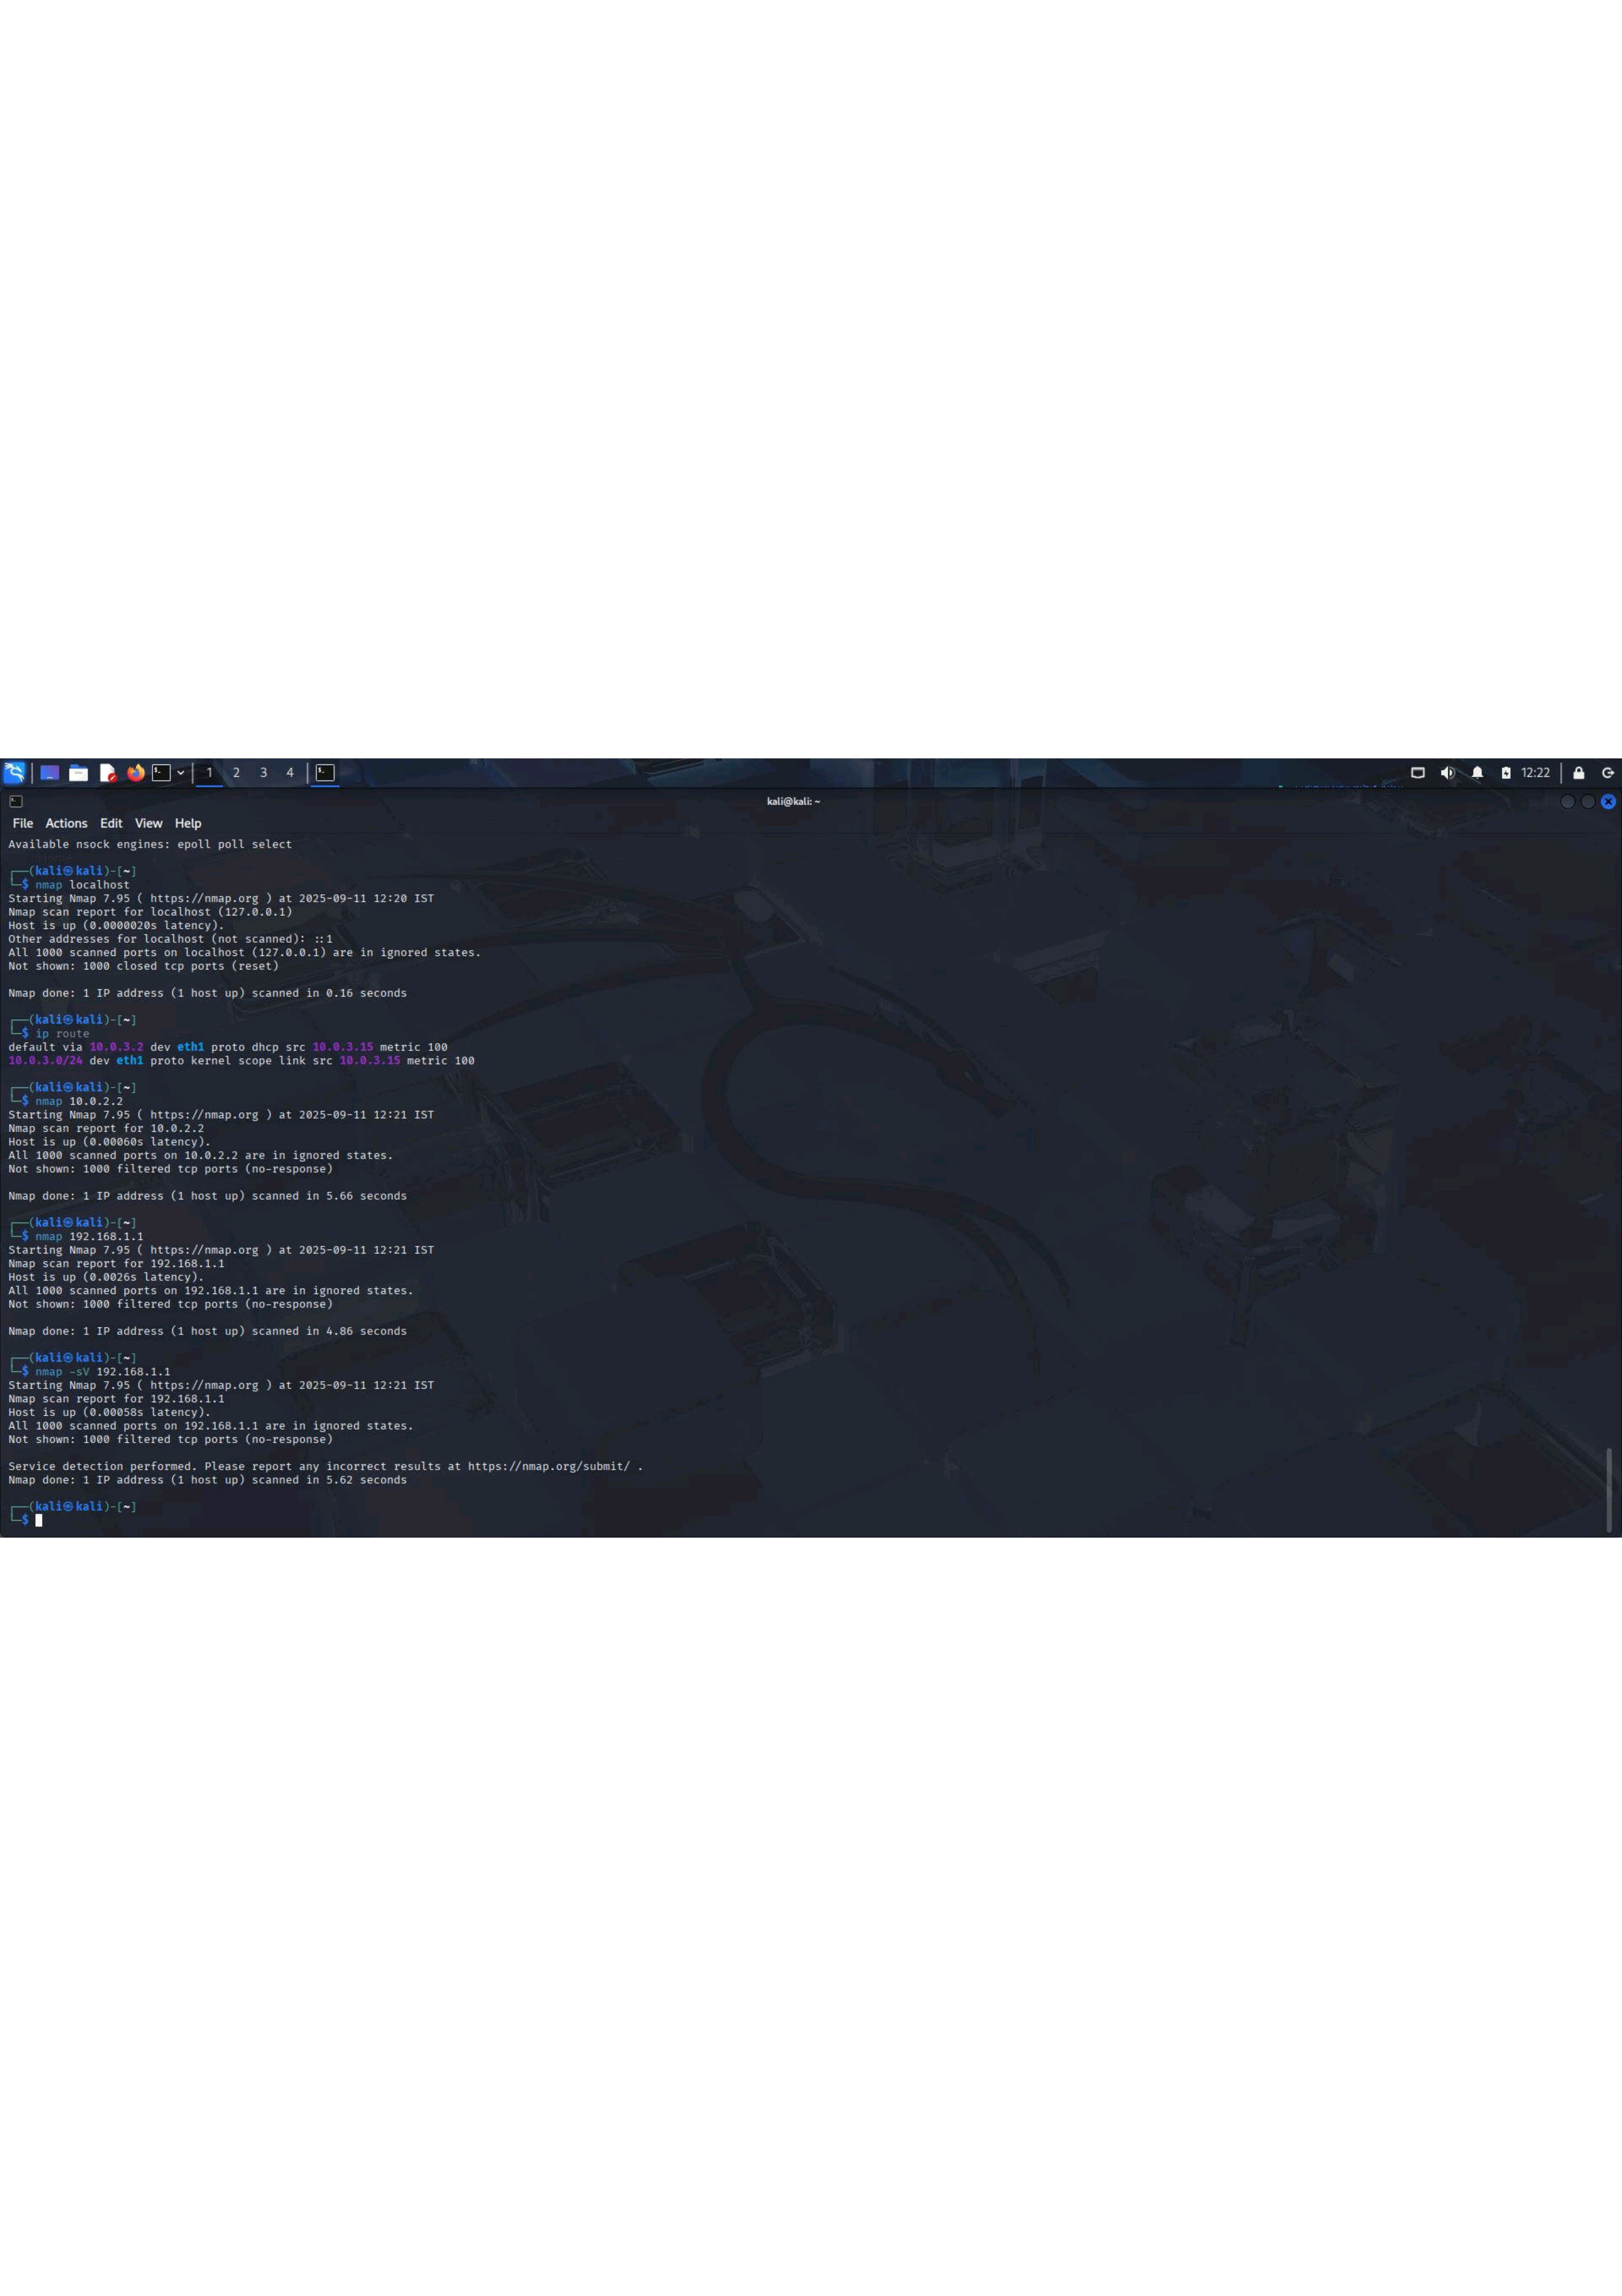 1 2 3 4
12:22
kali@kali: ~
File Actions Edit View Help
Available nsock engines: epoll poll select
┌──(kali㉿kali)-[~]
└─$ nmap localhost
Starting Nmap 7.95 ( https://nmap.org ) at 2025-09-11 12:20 IST
Nmap scan report for localhost (127.0.0.1)
Host is up (0.0000020s latency).
Other addresses for localhost (not scanned): ::1
All 1000 scanned ports on localhost (127.0.0.1) are in ignored states.
Not shown: 1000 closed tcp ports (reset)
Nmap done: 1 IP address (1 host up) scanned in 0.16 seconds
┌──(kali㉿kali)-[~]
└─$ ip route
default via 10.0.3.2 dev eth1 proto dhcp src 10.0.3.15 metric 100
10.0.3.0/24 dev eth1 proto kernel scope link src 10.0.3.15 metric 100
┌──(kali㉿kali)-[~]
└─$ nmap 10.0.2.2
Starting Nmap 7.95 ( https://nmap.org ) at 2025-09-11 12:21 IST
Nmap scan report for 10.0.2.2
Host is up (0.00060s latency).
All 1000 scanned ports on 10.0.2.2 are in ignored states.
Not shown: 1000 filtered tcp ports (no-response)
Nmap done: 1 IP address (1 host up) scanned in 5.66 seconds
┌──(kali㉿kali)-[~]
└─$ nmap 192.168.1.1
Starting Nmap 7.95 ( https://nmap.org ) at 2025-09-11 12:21 IST
Nmap scan report for 192.168.1.1
Host is up (0.0026s latency).
All 1000 scanned ports on 192.168.1.1 are in ignored states.
Not shown: 1000 filtered tcp ports (no-response)
Nmap done: 1 IP address (1 host up) scanned in 4.86 seconds
┌──(kali㉿kali)-[~]
└─$ nmap -sV 192.168.1.1
Starting Nmap 7.95 ( https://nmap.org ) at 2025-09-11 12:21 IST
Nmap scan report for 192.168.1.1
Host is up (0.00058s latency).
All 1000 scanned ports on 192.168.1.1 are in ignored states.
Not shown: 1000 filtered tcp ports (no-response)
Service detection performed. Please report any incorrect results at https://nmap.org/submit/ .
Nmap done: 1 IP address (1 host up) scanned in 5.62 seconds
┌──(kali㉿kali)-[~]
└─$